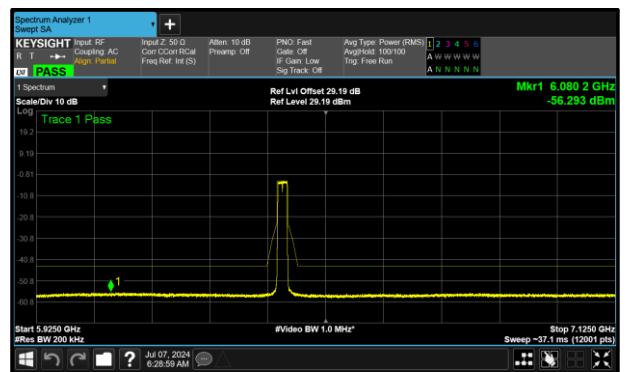 Spectrum Analyzer 1
Swept SA
+
KEYSIGHT Input: RF Input Z: 50 Ω Atten: 10 dB PNO: Fast Avg Type: Power (RMS) 1 2 3 4 5 6
R T Coupling: AC Corr CCorr RCal Preamp: Off Gate: Off Avg|Hold: 100/100 A W W W W W
Align: Partial Freq Ref: Int (S) IF Gain: Low Trig: Free Run
LXI PASS Sig Track: Off A N N N N N
1 Spectrum Ref Lvl Offset 29.19 dB Mkr1 6.080 2 GHz
Scale/Div 10 dB Ref Level 29.19 dBm -56.293 dBm
Log Trace 1 Pass
19.2
9.19
-0.81
-10.8
-20.8
-30.8
-40.8
-50.8
1
-60.8
Start 5.9250 GHz #Video BW 1.0 MHz* Stop 7.1250 GHz
#Res BW 200 kHz Sweep ~37.1 ms (12001 pts)
? Jul 07, 2024
6:28:59 AM